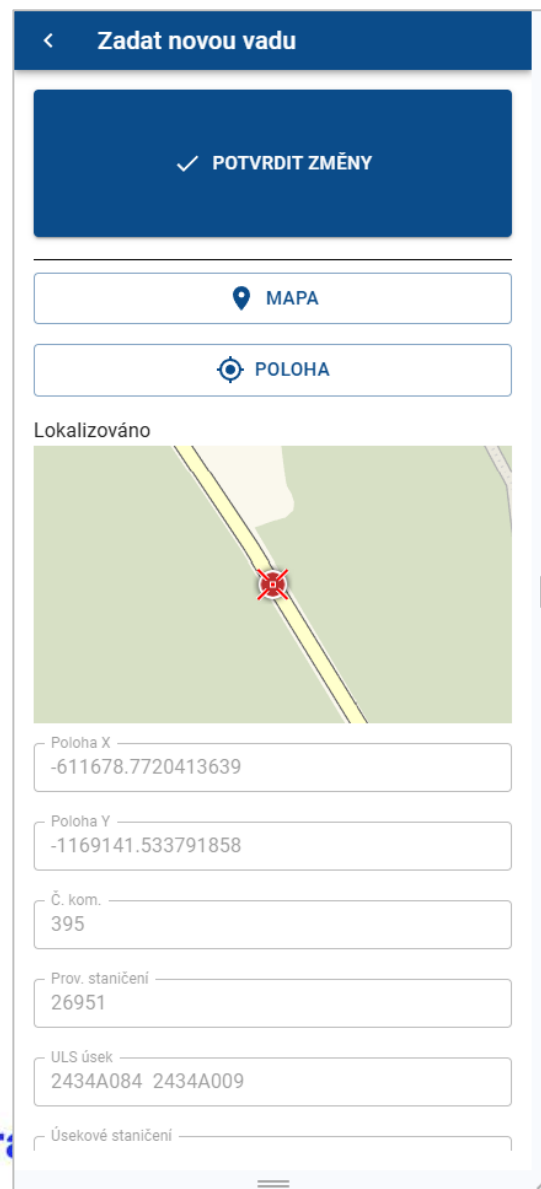 Zadat novou vadu
POTVRDIT ZMĚNY
MAPA
POLOHA
Lokalizováno
Poloha X
-611678.7720413639
Poloha Y
-1169141.533791858
Č. kom.
395
Prov. staničení
26951
ULS úsek
2434A084 2434A009
Úsekové staničení